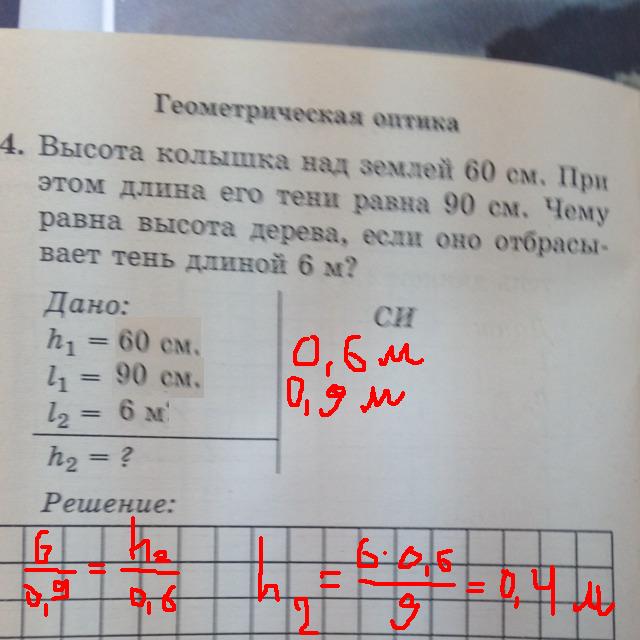 Геометрическая оптика
4. Высота колышка над землей 60 см. При
этом длина его тени равна 90 см. Чему
равна высота дерева, если оно отбрасы-
вает тень длиной 6 м?
Дано:
СИ
h₁ = 60 см.
0,6 м
l₁ = 90 см.
0,9 м
l₂ = 6 м
h₂ = ?
Решение:
6/0,9 = h₂/0,6 h₂ = 6·0,6/9 = 0,4 м